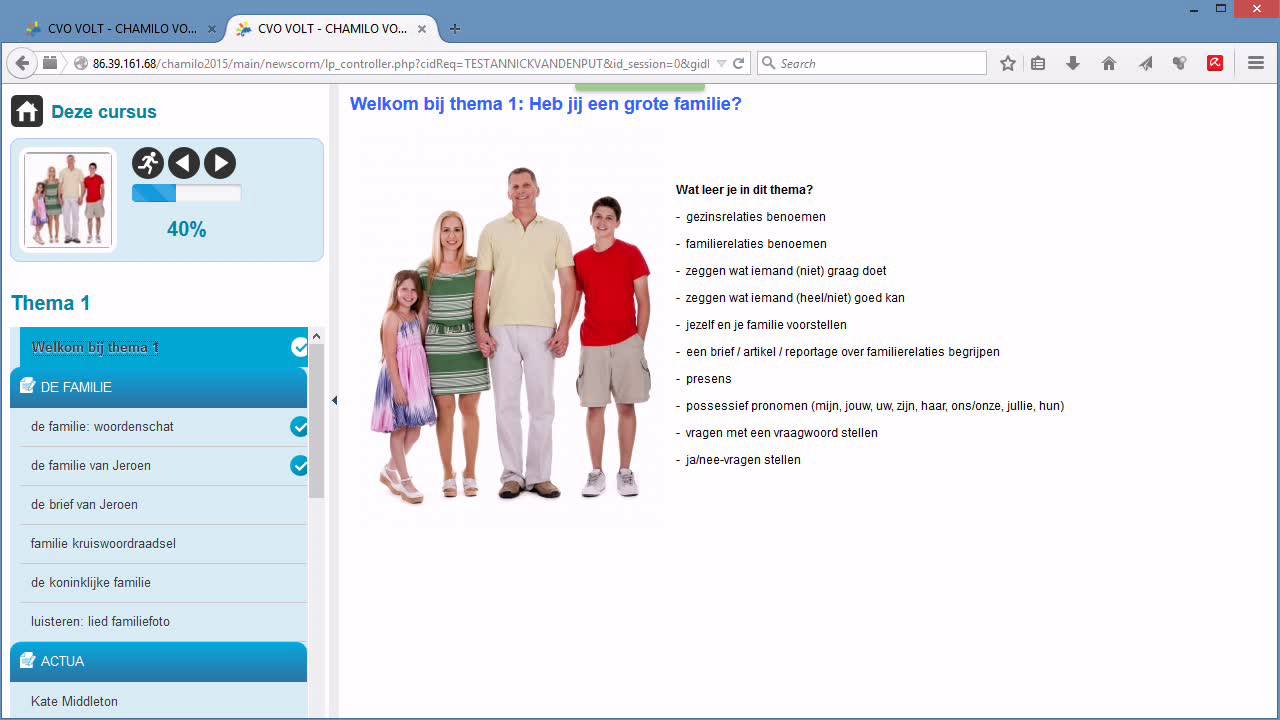 CVO VOLT - CHAMILO VO...
CVO VOLT - CHAMILO VO...
86.39.161.68/chamilo2015/main/newscorm/lp_controller.php?cidReq=TESTANNICKVANDENPUT&id_session=0&gidl
Search
Deze cursus
40%
Thema 1
Welkom bij thema 1
DE FAMILIE
de familie: woordenschat
de familie van Jeroen
de brief van Jeroen
familie kruiswoordraadsel
de koninklijke familie
luisteren: lied familiefoto
ACTUA
Kate Middleton
Welkom bij thema 1: Heb jij een grote familie?
Wat leer je in dit thema?
- gezinsrelaties benoemen
- familierelaties benoemen
- zeggen wat iemand (niet) graag doet
- zeggen wat iemand (heel/niet) goed kan
- jezelf en je familie voorstellen
- een brief / artikel / reportage over familierelaties begrijpen
- presens
- possessief pronomen (mijn, jouw, uw, zijn, haar, ons/onze, jullie, hun)
- vragen met een vraagwoord stellen
- ja/nee-vragen stellen